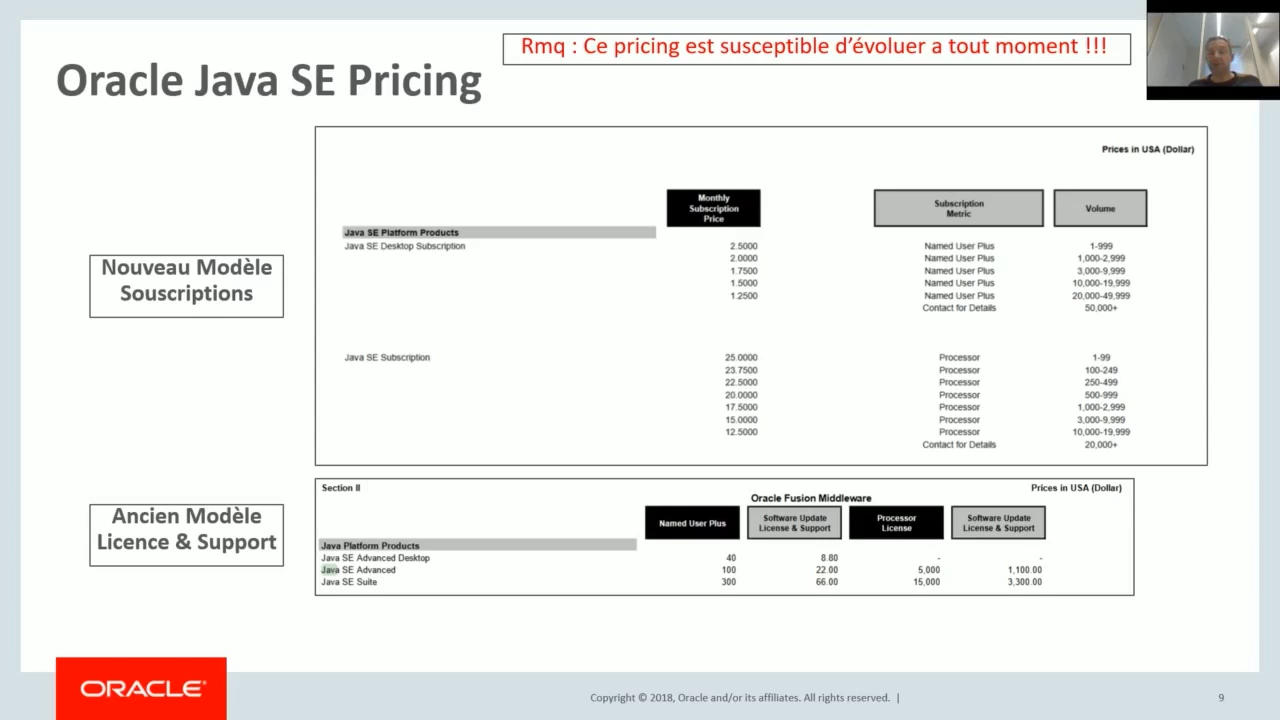 Rmq : Ce pricing est susceptible d'évoluer a tout moment !!!
Oracle Java SE Pricing
Prices in USA (Dollar)
Monthly
Subscription
Price
Subscription
Metric
Volume
Java SE Platform Products
Java SE Desktop Subscription 2.5000 Named User Plus 1-999
2.0000 Named User Plus 1,000-2,999
1.7500 Named User Plus 3,000-9,999
1.5000 Named User Plus 10,000-19,999
1.2500 Named User Plus 20,000-49,999
Contact for Details 50,000+
Nouveau Modèle
Souscriptions
Java SE Subscription 25.0000 Processor 1-99
23.7500 Processor 100-249
22.5000 Processor 250-499
20.0000 Processor 500-999
17.5000 Processor 1,000-2,999
15.0000 Processor 3,000-9,999
12.5000 Processor 10,000-19,999
Contact for Details 20,000+
Ancien Modèle
Licence & Support
Section II Prices in USA (Dollar)
Oracle Fusion Middleware
Named User Plus
Software Update
License & Support
Processor
License
Software Update
License & Support
Java Platform Products
Java SE Advanced Desktop 40 8.80 - -
Java SE Advanced 100 22.00 5,000 1,100.00
Java SE Suite 300 66.00 15,000 3,300.00
ORACLE®
Copyright © 2018, Oracle and/or its affiliates. All rights reserved. |
9